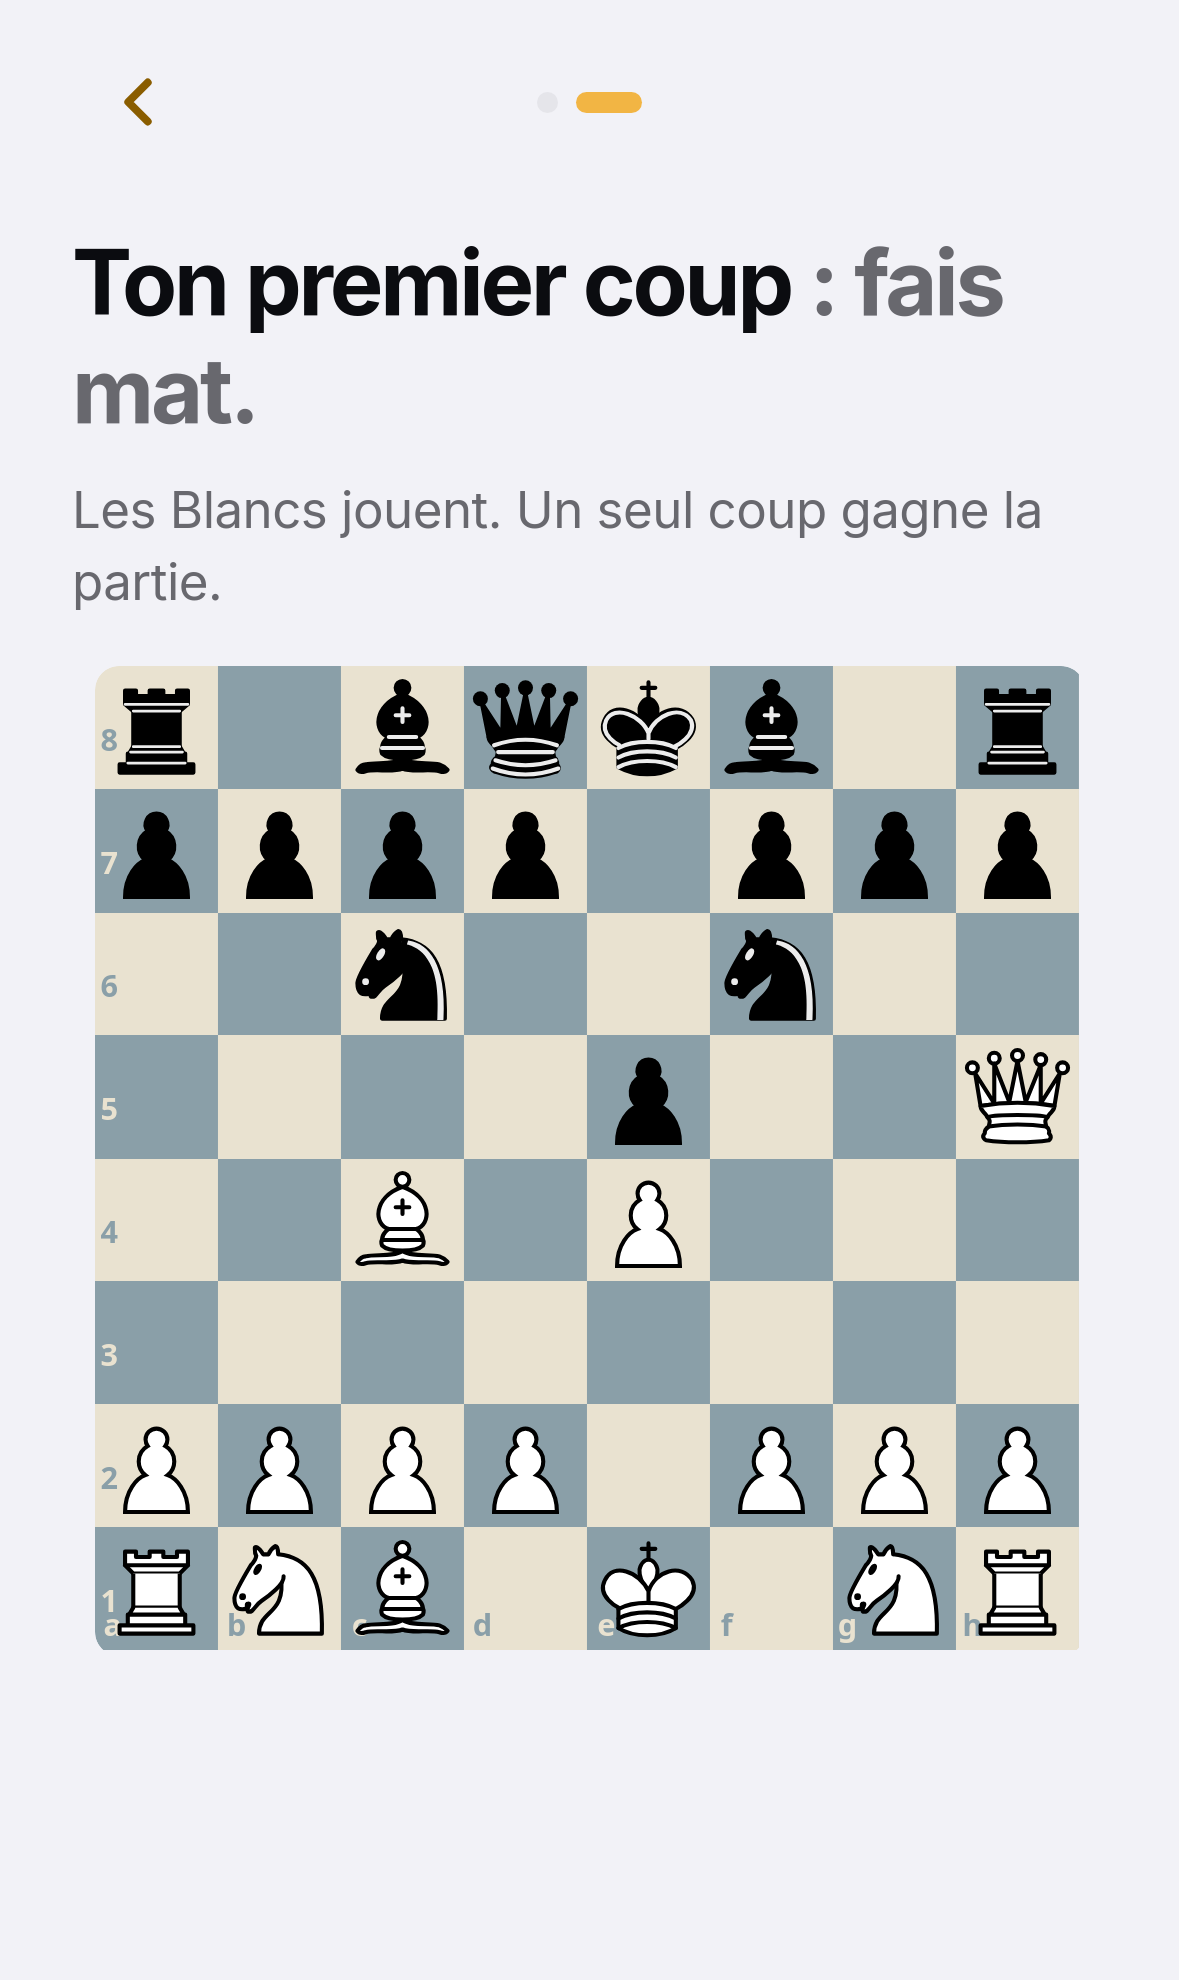 Ton premier coup : fais
mat.
Les Blancs jouent. Un seul coup gagne la
partie.
8
7
6
5
4
3
2
1
a b c d e f g h